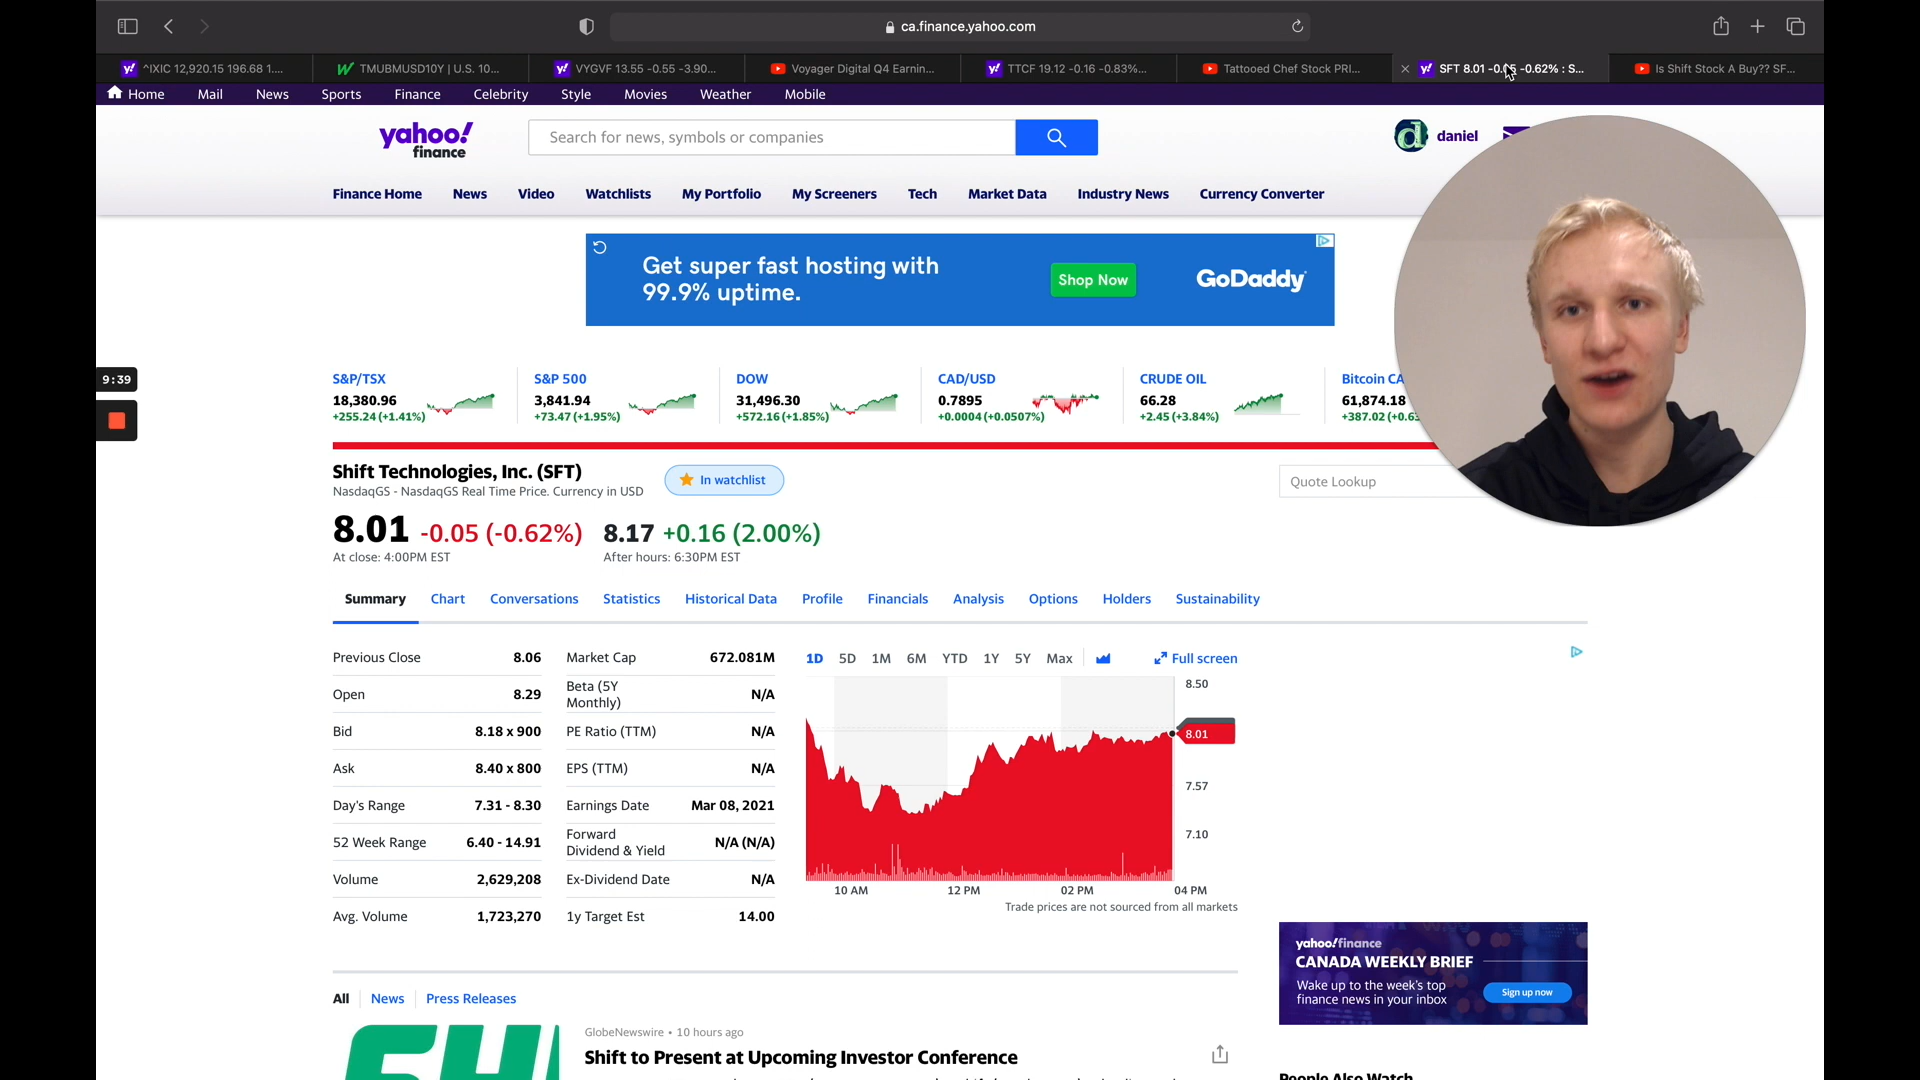 ca.finance.yahoo.com
^IXIC 12,920.15 196.68 1....
TMUBMUSD10Y | U.S. 10...
VYGVF 13.55 -0.55 -3.90...
Voyager Digital Q4 Earnin...
TTCF 19.12 -0.16 -0.83%...
Tattooed Chef Stock PRI...
SFT 8.01 -0.05 -0.62% : S...
Is Shift Stock A Buy?? SF...
Home Mail News Sports Finance Celebrity Style Movies Weather Mobile
yahoo!
finance
Search for news, symbols or companies
d daniel
Finance Home News Video Watchlists My Portfolio My Screeners Tech Market Data Industry News Currency Converter
Get super fast hosting with
99.9% uptime.
Shop Now
GoDaddy
9:39
S&P/TSX
18,380.96
+255.24 (+1.41%)
S&P 500
3,841.94
+73.47 (+1.95%)
DOW
31,496.30
+572.16 (+1.85%)
CAD/USD
0.7895
+0.0004 (+0.0507%)
CRUDE OIL
66.28
+2.45 (+3.84%)
Bitcoin CA
61,874.18
+387.02 (+0.63
Shift Technologies, Inc. (SFT)
NasdaqGS - NasdaqGS Real Time Price. Currency in USD
In watchlist
Quote Lookup
8.01 -0.05 (-0.62%)
At close: 4:00PM EST
8.17 +0.16 (2.00%)
After hours: 6:30PM EST
Summary Chart Conversations Statistics Historical Data Profile Financials Analysis Options Holders Sustainability
Previous Close 8.06
Open 8.29
Bid 8.18 x 900
Ask 8.40 x 800
Day's Range 7.31 - 8.30
52 Week Range 6.40 - 14.91
Volume 2,629,208
Avg. Volume 1,723,270
Market Cap 672.081M
Beta (5Y
Monthly) N/A
PE Ratio (TTM) N/A
EPS (TTM) N/A
Earnings Date Mar 08, 2021
Forward
Dividend & Yield N/A (N/A)
Ex-Dividend Date N/A
1y Target Est 14.00
1D 5D 1M 6M YTD 1Y 5Y Max Full screen
8.50
8.01
7.57
7.10
10 AM 12 PM 02 PM 04 PM
Trade prices are not sourced from all markets
yahoo!finance
CANADA WEEKLY BRIEF
Wake up to the week's top
finance news in your inbox
Sign up now
All News Press Releases
GlobeNewswire • 10 hours ago
Shift to Present at Upcoming Investor Conference
People Also Watch